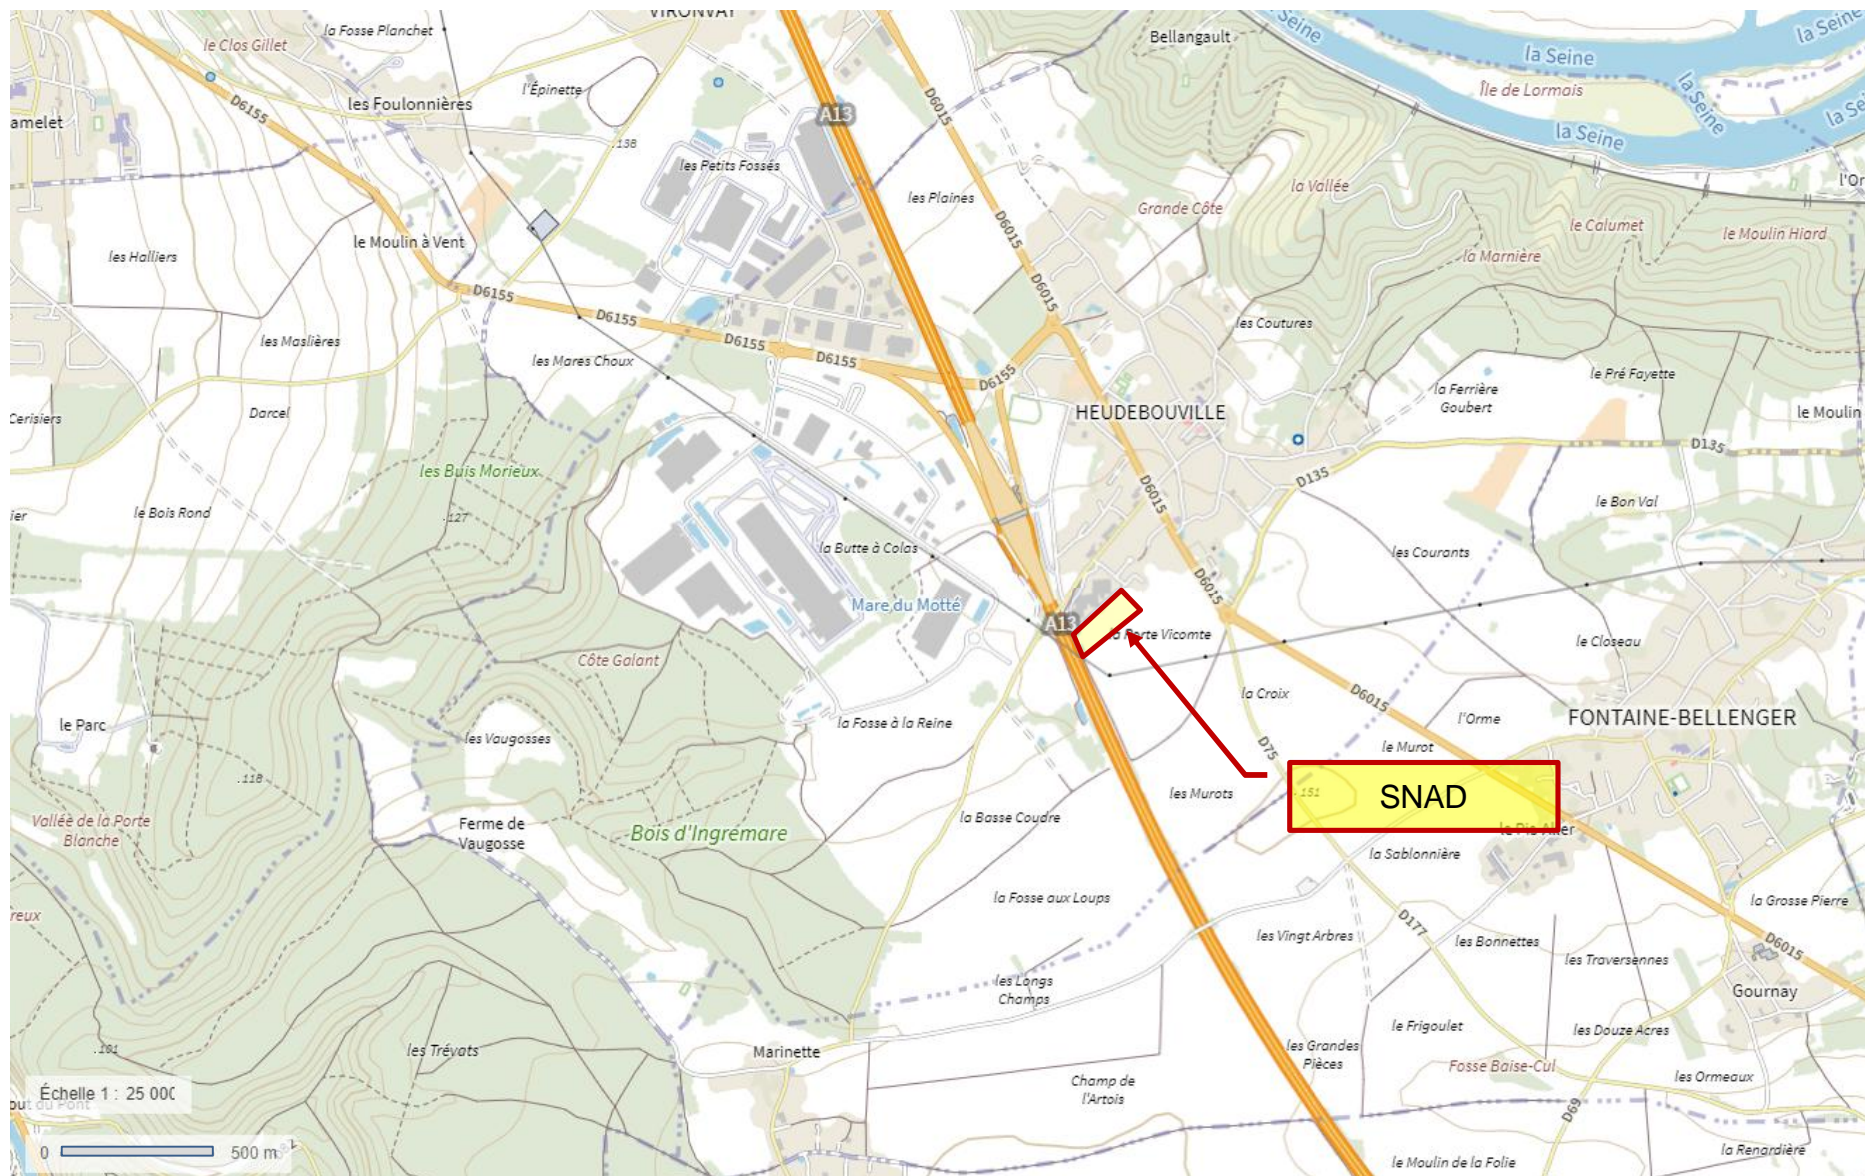 VIRONVAY
la Fosse Planchet
le Clos Gillet
Bellangault
la Seine
la Seine
l'Épinette
les Foulonnières
A13
D6015
Île de Lormais
la Seine
la Seine
D6155
.138
les Petits Fossés
les Plaines
la Vallée
Grande Côte
le Calumet
le Moulin Hiard
les Halliers
le Moulin à Vent
D6015
la Marnière
D6155
D6015
D6155
les Coutures
les Maslières
les Mares Choux
D6155
D6155
D6155
le Pré Fayette
la Ferrière
Goubert
Darcel
HEUDEBOUVILLE
le Moulin
Cerisiers
D135
les Buis Morieux
D135
D6015
.127
le Bois Rond
le Bon Val
la Butte à Colas
les Courants
D6015
Mare du Motté
A13
la Porte Vicomte
le Closeau
Côte Galant
la Croix
D6015
le Parc
la Fosse à la Reine
l'Orme
FONTAINE-BELLENGER
les Vaugosses
D75
le Murot
.118
les Murots
.151
SNAD
Vallée de la Porte
Blanche
Ferme de
Vaugosse
Bois d'Ingremare
la Basse Coudre
la Sablonnière
la Fosse aux Loups
la Grosse Pierre
D177
les Vingt Arbres
les Bonnettes
D6015
les Traversennes
les Longs
Champs
Gournay
le Frigoulet
les Douze Acres
les Trévats
Marinette
les Grandes
Pièces
Fosse Baise-Cul
les Ormeaux
Champ de
l'Artois
D69
Échelle 1 : 25 000
0
500 m
le Moulin de la Folie
la Renardière